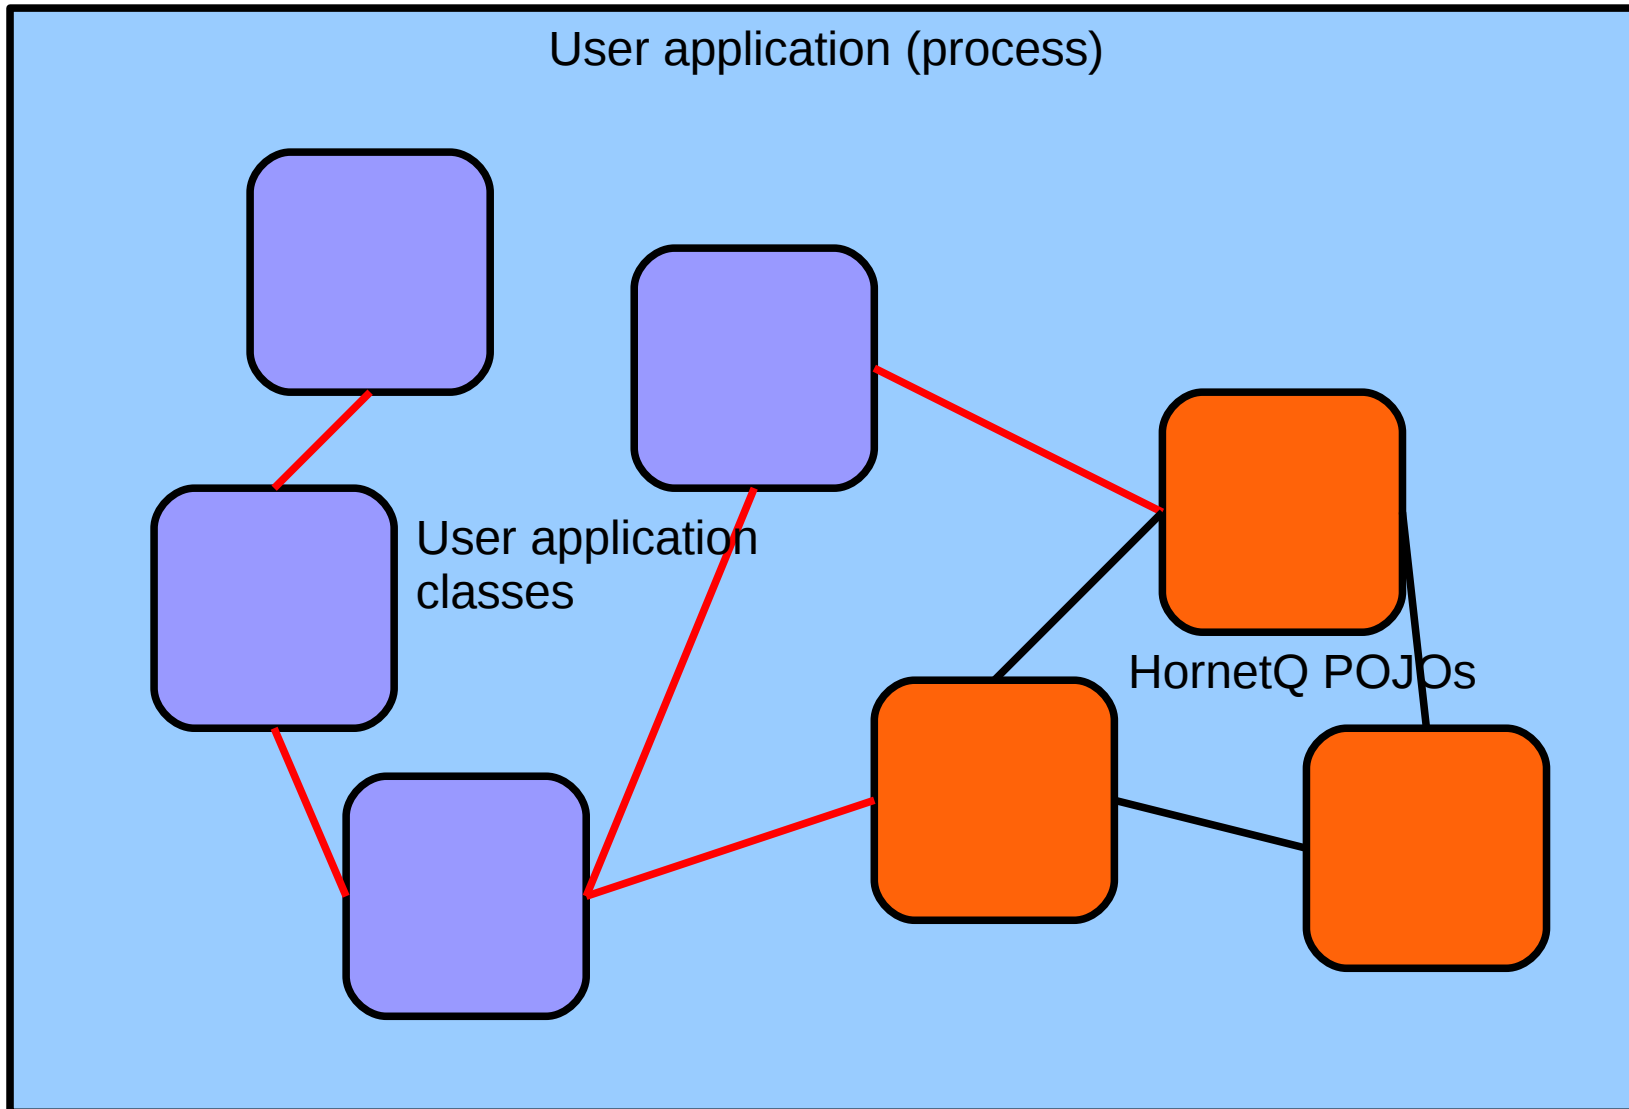 User application (process)
User application
classes
HornetQ POJOs